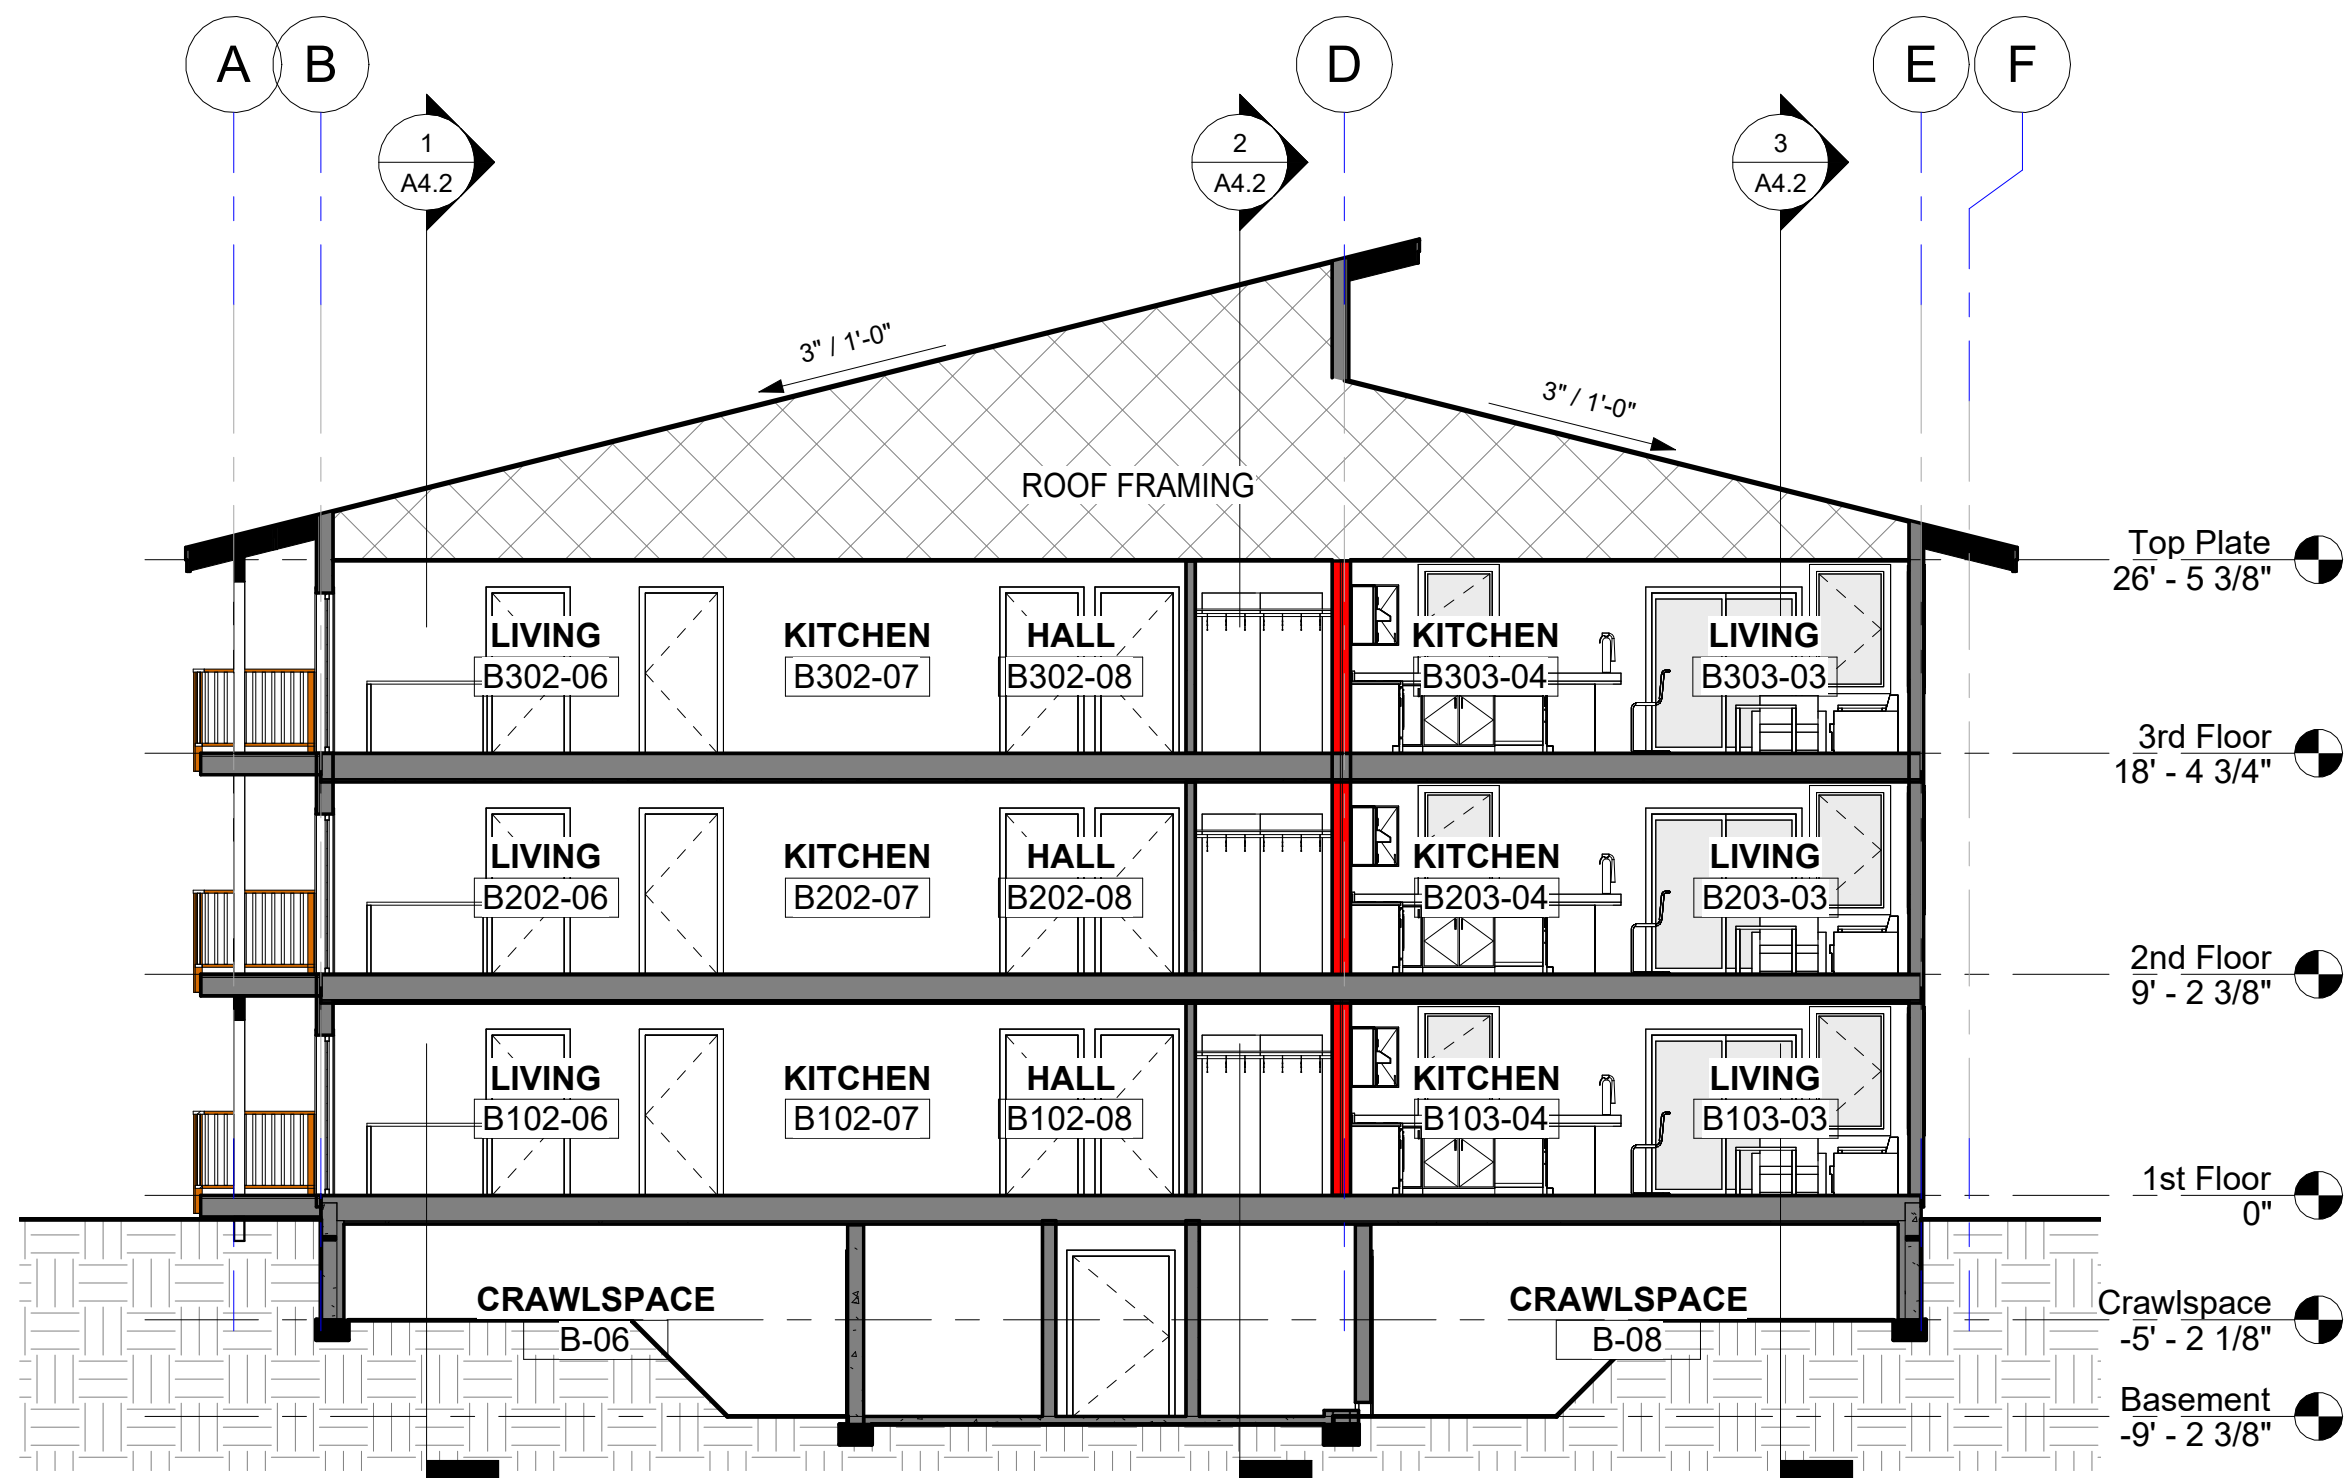 A
B
D
E
F
1
A4.2
2
A4.2
3
A4.2
3" / 1'-0"
3" / 1'-0"
ROOF FRAMING
Top Plate
26' - 5 3/8"
LIVING
B302-06
KITCHEN
B302-07
HALL
B302-08
KITCHEN
B303-04
LIVING
B303-03
3rd Floor
18' - 4 3/4"
LIVING
B202-06
KITCHEN
B202-07
HALL
B202-08
KITCHEN
B203-04
LIVING
B203-03
2nd Floor
9' - 2 3/8"
LIVING
B102-06
KITCHEN
B102-07
HALL
B102-08
KITCHEN
B103-04
LIVING
B103-03
1st Floor
0"
CRAWLSPACE
B-06
CRAWLSPACE
B-08
Crawlspace
-5' - 2 1/8"
Basement
-9' - 2 3/8"